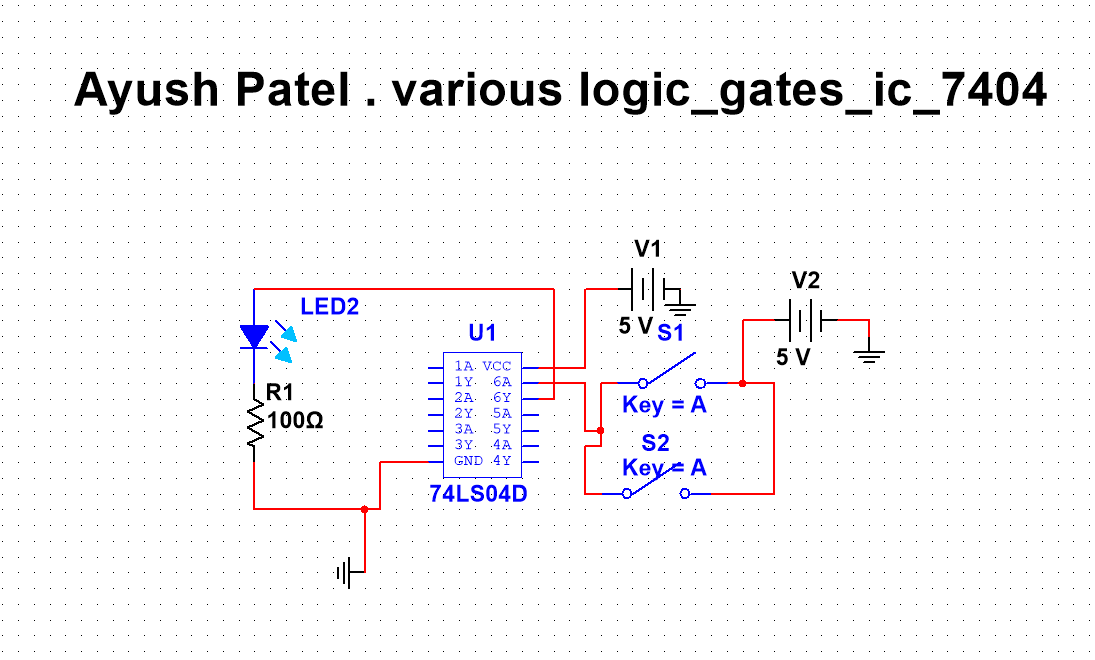 Ayush Patel . various logic_gates_ic_7404
V1
V2
LED2
5 V
S1
U1
5 V
1A VCC
1Y 6A
R1
2A 6Y
Key = A
100Ω
2Y 5A
3A 5Y
3Y 4A
S2
GND 4Y
Key = A
74LS04D